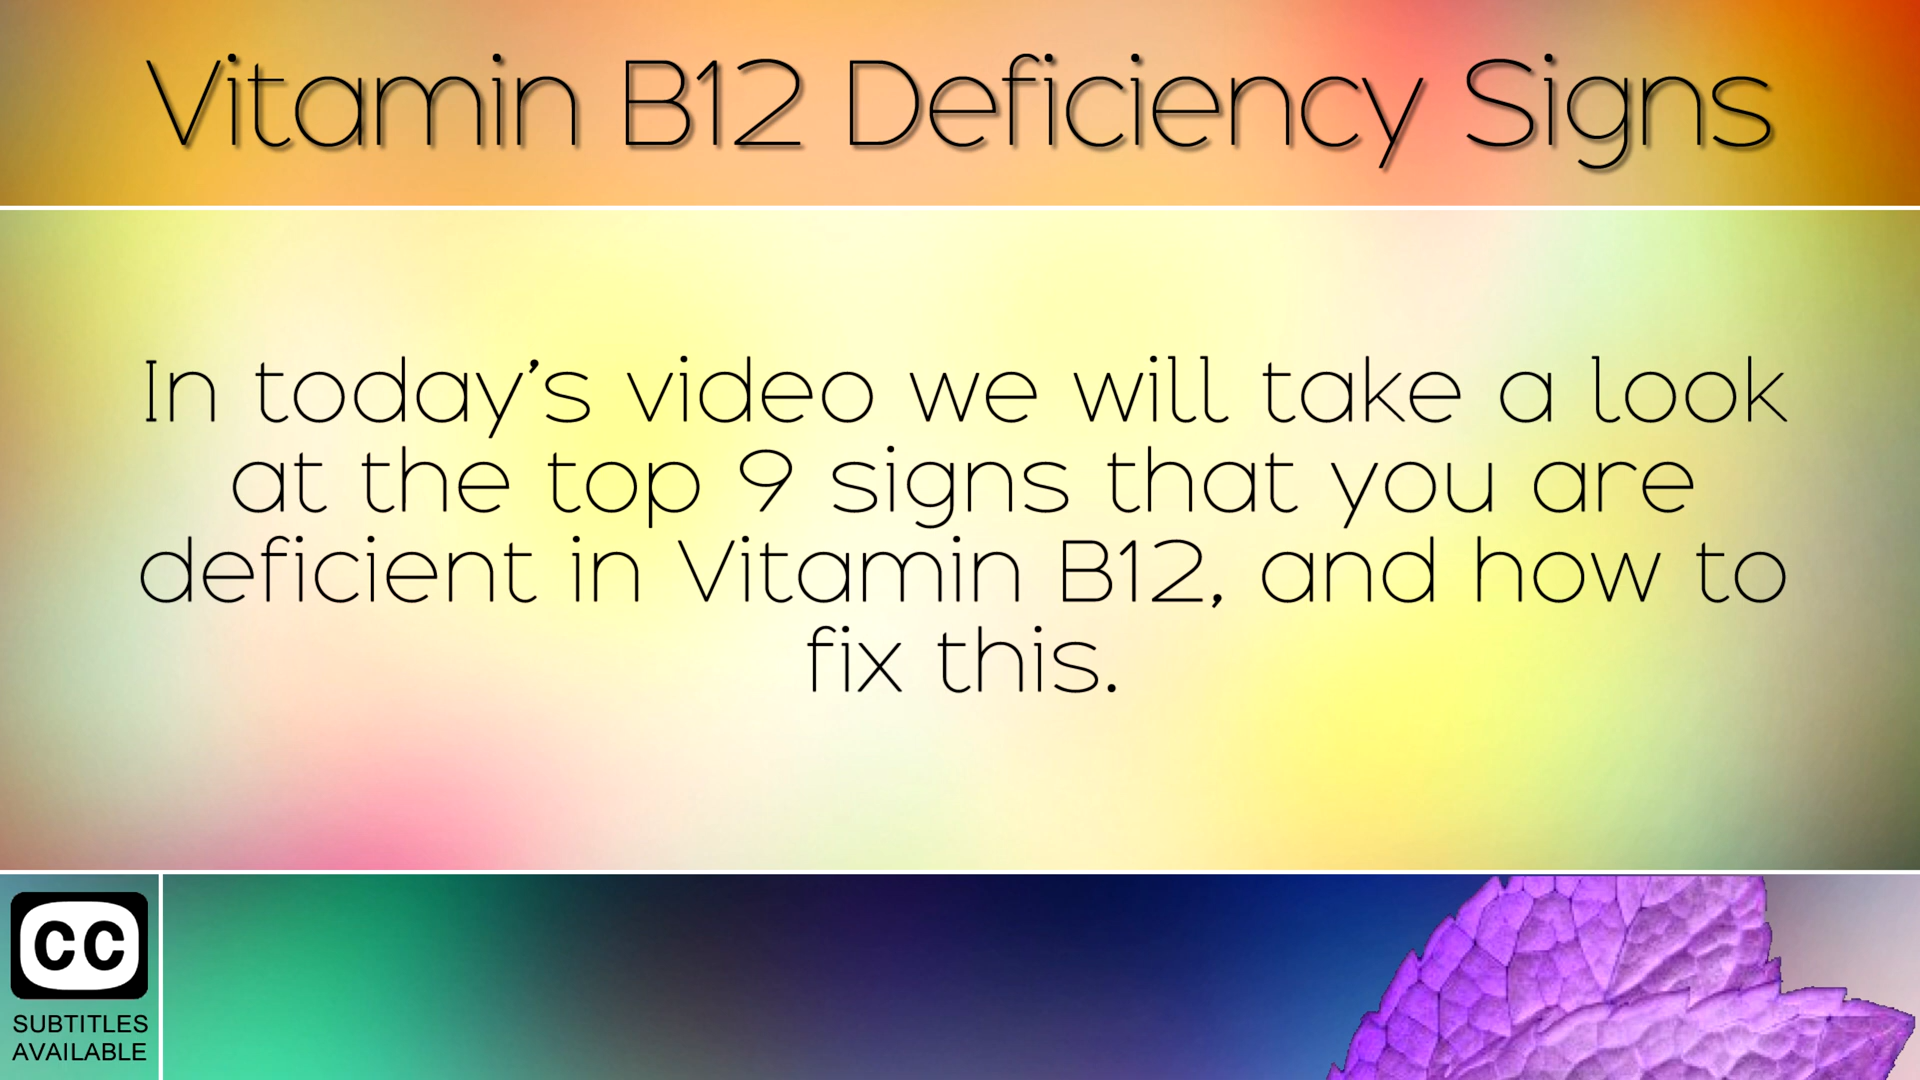 Vitamin B12 Deficiency Signs
In today's video we will take a look
at the top 9 signs that you are
deficient in Vitamin B12, and how to
fix this.
CC
SUBTITLES
AVAILABLE